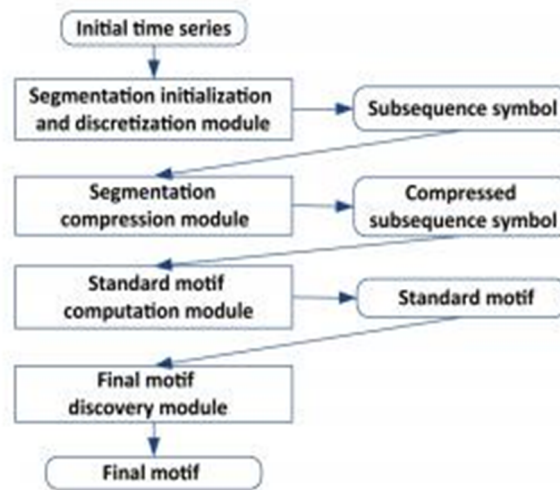 Initial time series
Segmentation initialization
and discretization module
Subsequence symbol
Segmentation
compression module
Compressed
subsequence symbol
Standard motif
computation module
Standard motif
Final motif
discovery module
Final motif